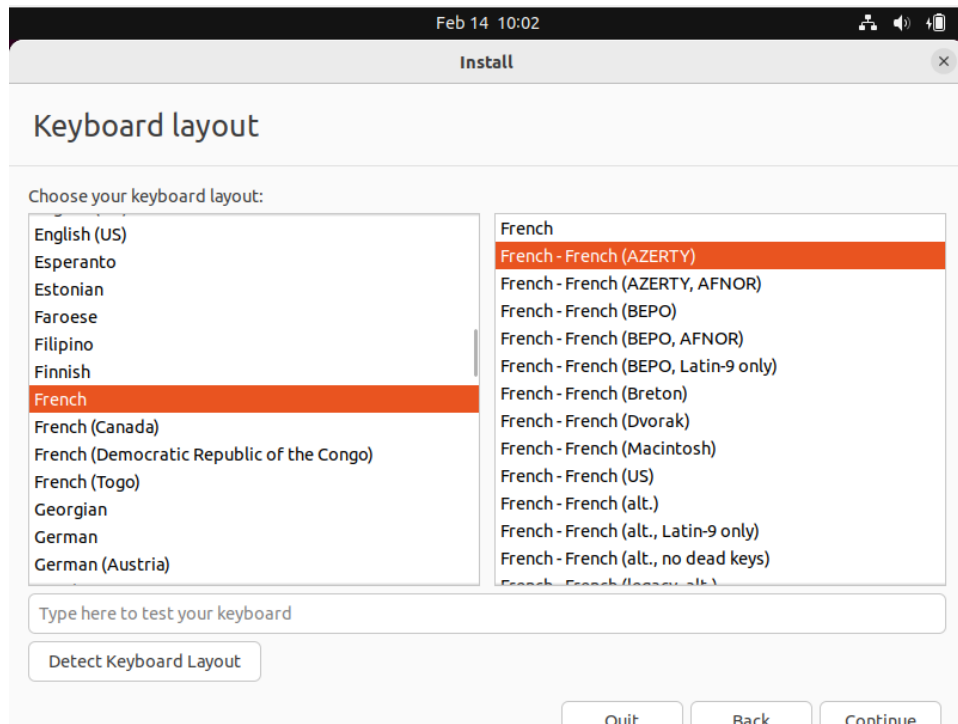 Feb 14 10:02
Install
Keyboard layout
Choose your keyboard layout:
English (US)
Esperanto
Estonian
Faroese
Filipino
Finnish
French
French (Canada)
French (Democratic Republic of the Congo)
French (Togo)
Georgian
German
German (Austria)
French
French - French (AZERTY)
French - French (AZERTY, AFNOR)
French - French (BEPO)
French - French (BEPO, AFNOR)
French - French (BEPO, Latin-9 only)
French - French (Breton)
French - French (Dvorak)
French - French (Macintosh)
French - French (US)
French - French (alt.)
French - French (alt., Latin-9 only)
French - French (alt., no dead keys)
French - French (legacy, alt.)
Type here to test your keyboard
Detect Keyboard Layout
Quit
Back
Continue